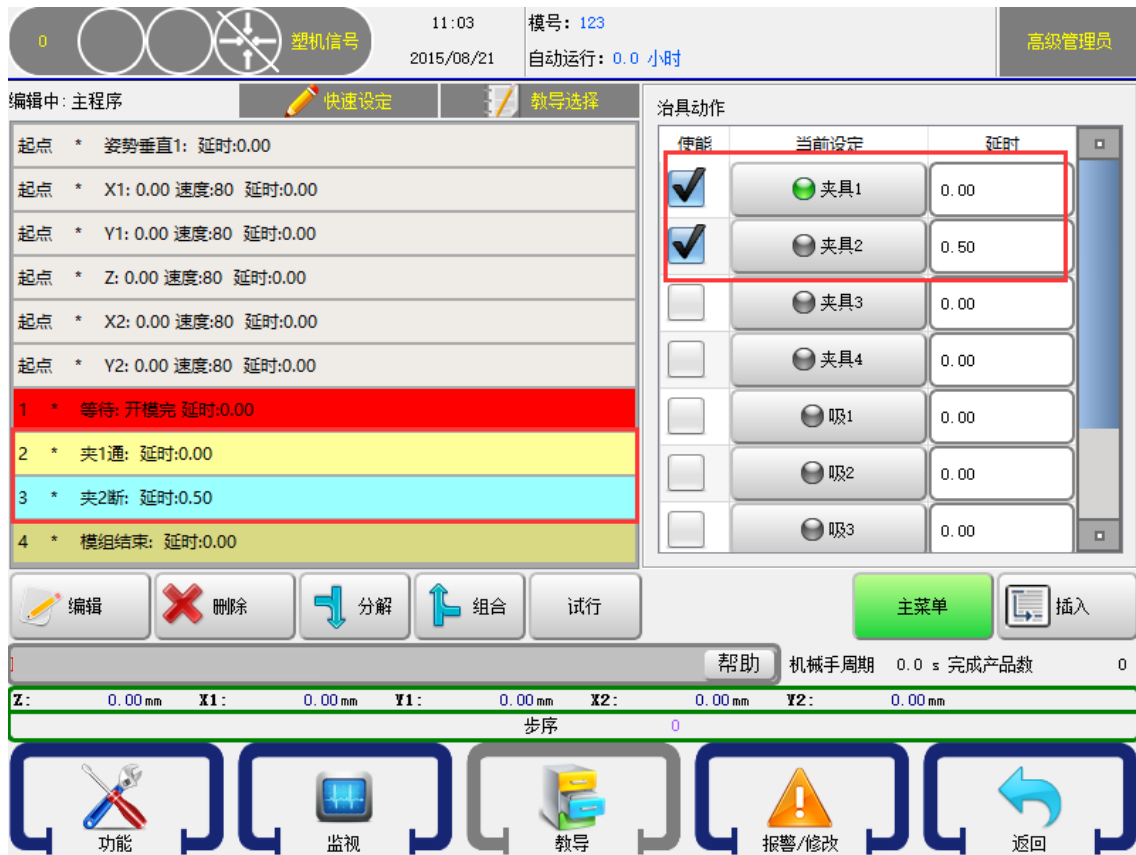 0 塑机信号 11:03 模号: 123 高级管理员
2015/08/21 自动运行: 0.0 小时
编辑中:主程序 快速设定 教导选择
治具动作
使能 当前设定 延时
起点 * 姿势垂直1: 延时:0.00
起点 * X1: 0.00 速度:80 延时:0.00
起点 * Y1: 0.00 速度:80 延时:0.00
起点 * Z: 0.00 速度:80 延时:0.00
起点 * X2: 0.00 速度:80 延时:0.00
起点 * Y2: 0.00 速度:80 延时:0.00
1 * 等待: 开模完 延时:0.00
2 * 夹1通: 延时:0.00
3 * 夹2断: 延时:0.50
4 * 模组结束: 延时:0.00
夹具1 0.00
夹具2 0.50
夹具3 0.00
夹具4 0.00
吸1 0.00
吸2 0.00
吸3 0.00
编辑 删除 分解 组合 试行 主菜单 插入
帮助 机械手周期 0.0 s 完成产品数 0
Z: 0.00mm X1: 0.00mm Y1: 0.00mm X2: 0.00mm Y2: 0.00mm
步序 0
功能 监视 教导 报警/修改 返回